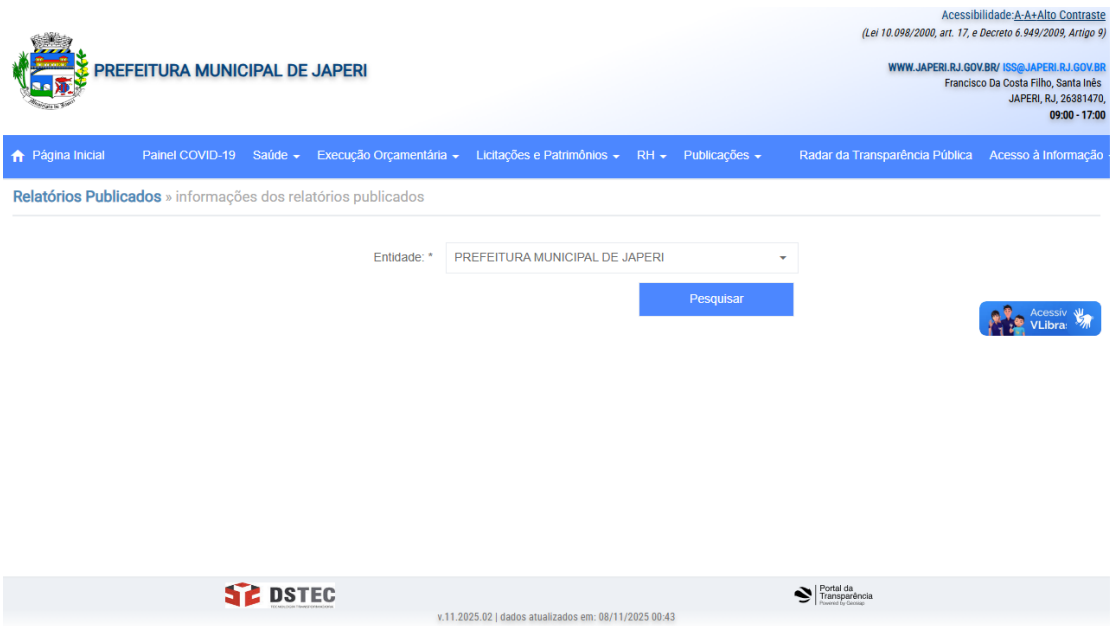 Acessibilidade:A-A+Alto Contraste
(Lei 10.098/2000, art. 17, e Decreto 6.949/2009, Artigo 9)
PREFEITURA MUNICIPAL DE JAPERI
WWW.JAPERI.RJ.GOV.BR/ ISS@JAPERI.RJ.GOV.BR
Francisco Da Costa Filho, Santa Inês
JAPERI, RJ, 26381470,
09:00 - 17:00
Página Inicial Painel COVID-19 Saúde Execução Orçamentária Licitações e Patrimônios RH Publicações Radar da Transparência Pública Acesso à Informação
Relatórios Publicados » informações dos relatórios publicados
Entidade: * PREFEITURA MUNICIPAL DE JAPERI
Pesquisar
Acessiv
VLibra
DSTEC
Portal da
Transparência
v.11.2025.02 | dados atualizados em: 08/11/2025 00:43